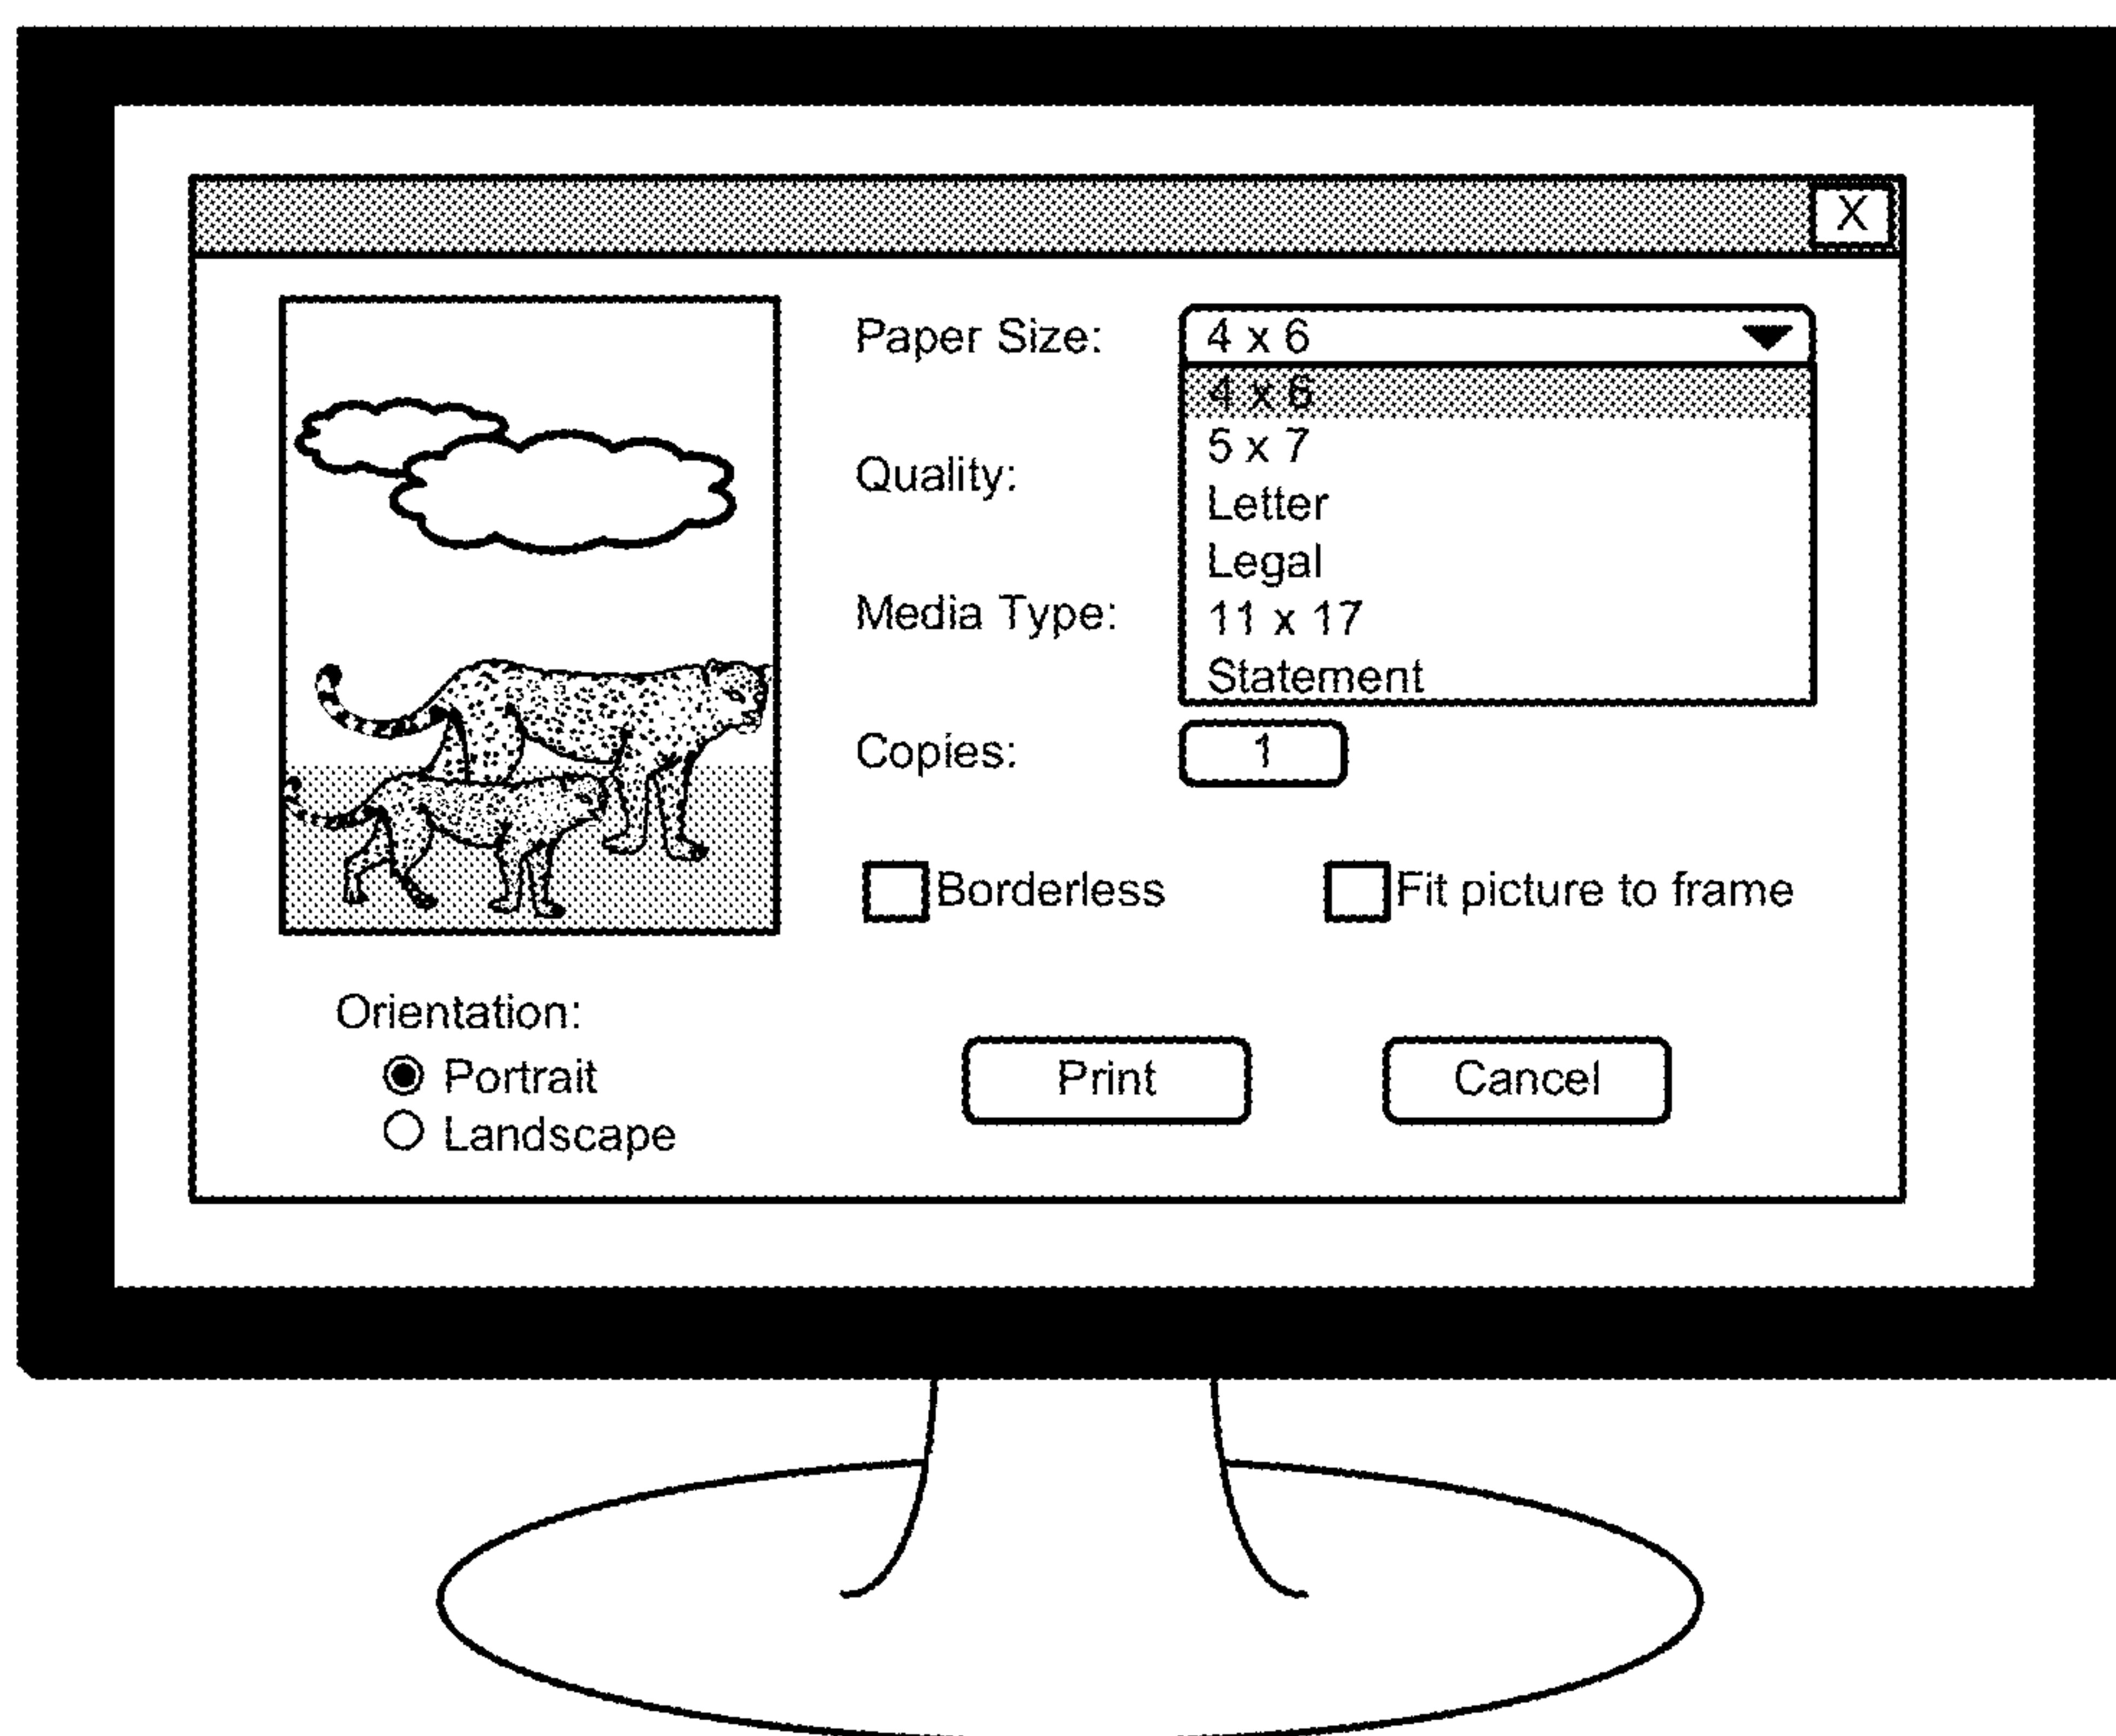 X
Paper Size: 4 x 6
4 x 6
5 x 7
Quality:
Letter
Legal
Media Type:
11 x 17
Statement
Copies: 1
Borderless Fit picture to frame
Orientation:
Portrait
Landscape
Print Cancel